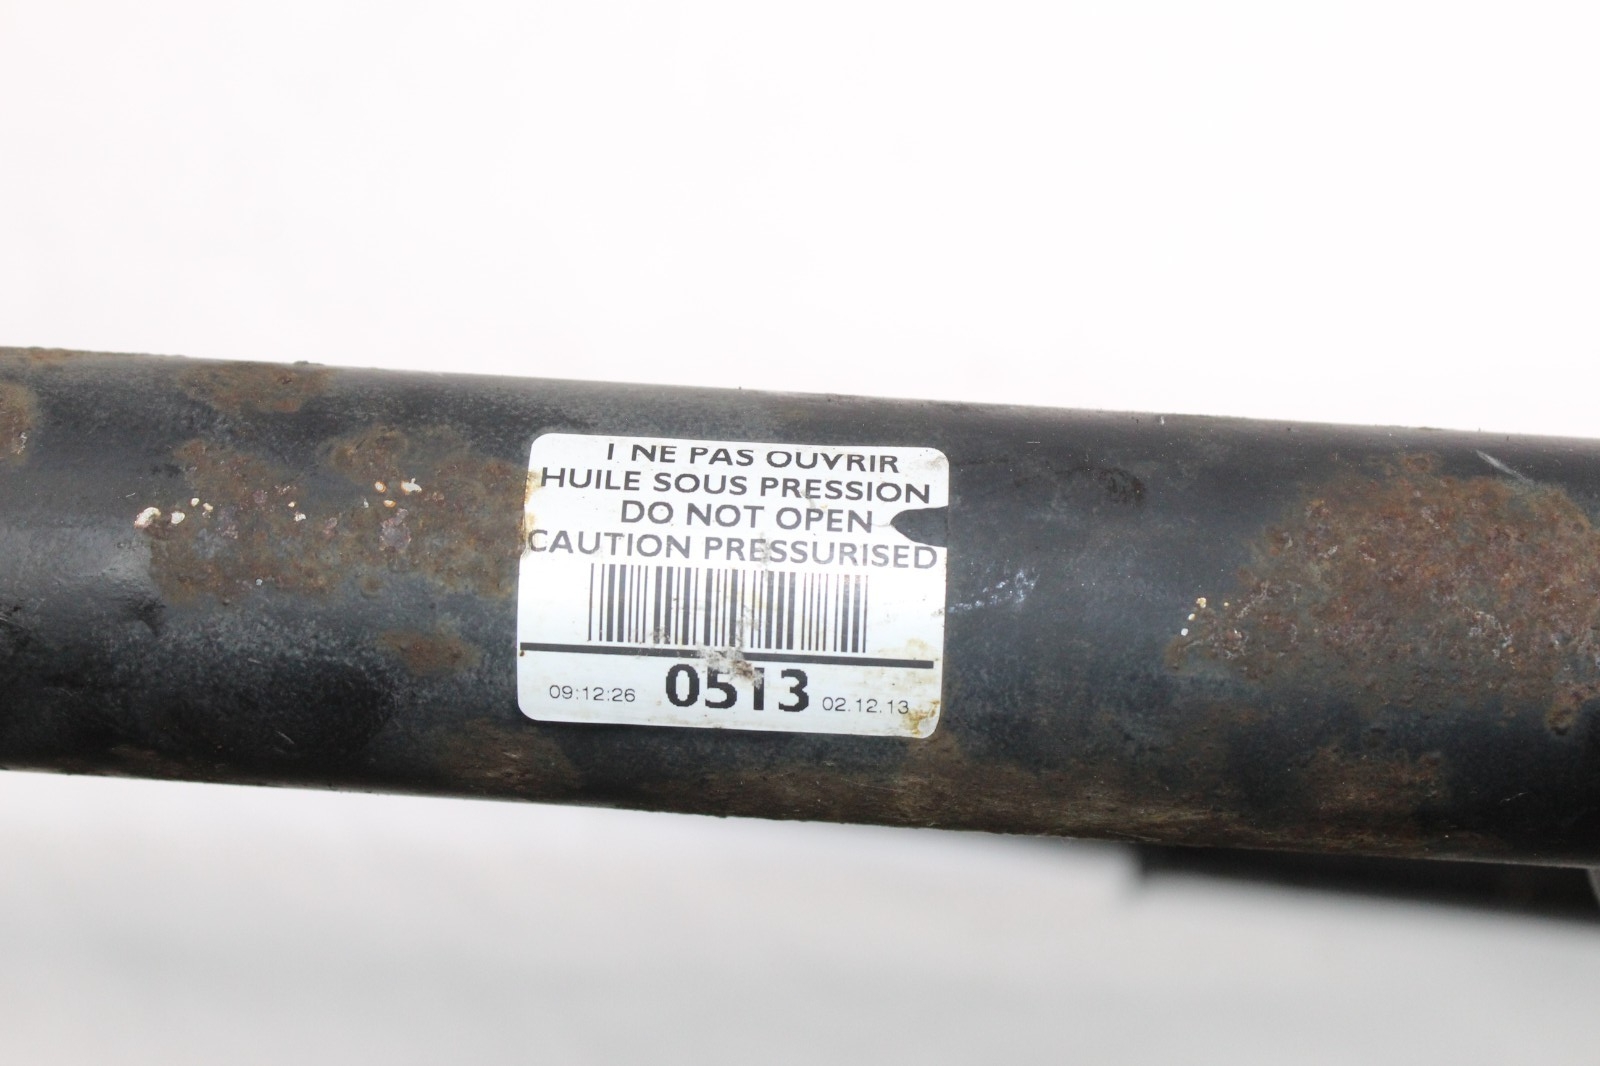 ! NE PAS OUVRIR
HUILE SOUS PRESSION
DO NOT OPEN
CAUTION PRESSURISED
09:12:26 0513 02.12.13